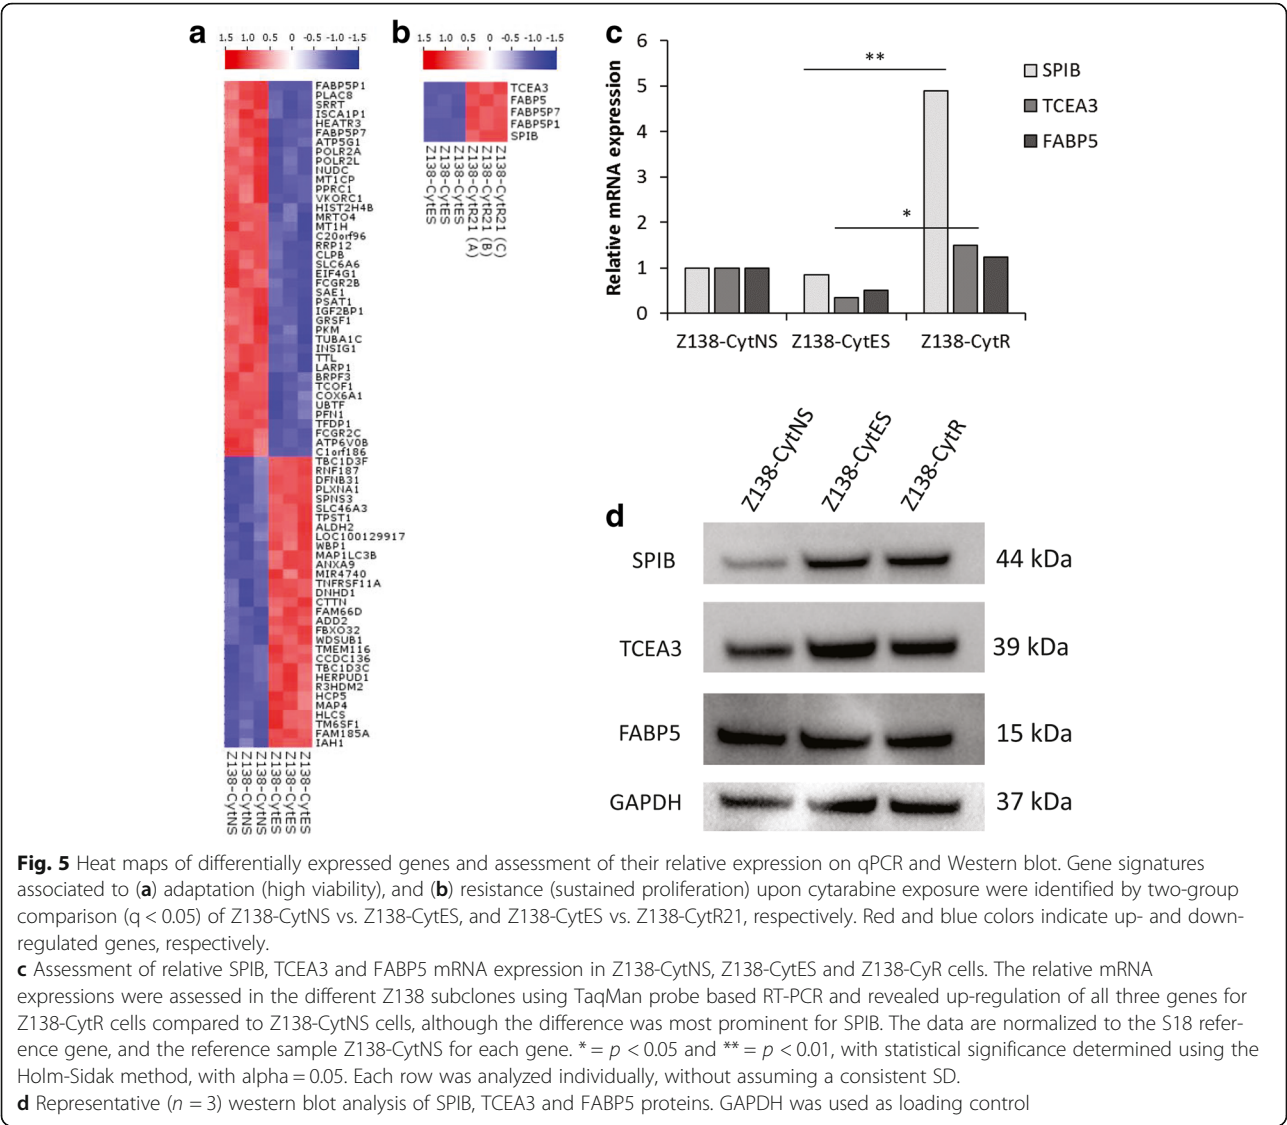 a
1.5 1.0 0.5 0 -0.5 -1.0 -1.5
FABP5P1
PLAC8
SRRT
ISCA1P1
HEATR3
FABP5P7
ATP5G1
POLR2A
POLR2L
NUDC
MT1CP
PPRC1
VKORC1
HIST2H4B
MRTO4
MT1H
C20orf96
RRP12
CLPB
SLC6A6
EIF4G1
FCGR2B
SAE1
PSAT1
IGF2BP1
GRSF1
PKM
TUBA1C
INSIG1
TTL
LARP1
BRPF3
TCOF1
COX6A1
UBTF
PFN1
TFDP1
FCGR2C
ATP6V0B
C1orf186
TBC1D3F
RNF187
DFNB31
PLXNA1
SPNS3
SLC46A3
TPST1
ALDH2
LOC100129917
WBP1
MAP1LC3B
ANXA9
MIR4740
TNFRSF11A
DNHD1
CTTN
FAM66D
ADD2
FBXO32
WDSUB1
TMEM116
CCDC136
TBC1D3C
HERPUD1
R3HDM2
HCP5
MAP4
HLCS
TM6SF1
FAM185A
IAH1
Z138-CytNS
Z138-CytNS
Z138-CytNS
Z138-CytES
Z138-CytES
Z138-CytES
b
1.5 1.0 0.5 0 -0.5 -1.0 -1.5
TCEA3
FABP5
FABP5P7
FABP5P1
SPIB
Z138-CytES
Z138-CytES
Z138-CytES
Z138-CytR21 (A)
Z138-CytR21 (B)
Z138-CytR21 (C)
c
Relative mRNA expression
6
5
4
3
2
1
0
**
*
SPIB
TCEA3
FABP5
Z138-CytNS Z138-CytES Z138-CytR
d
Z138-CytNS
Z138-CytES
Z138-CytR
SPIB 44 kDa
TCEA3 39 kDa
FABP5 15 kDa
GAPDH 37 kDa
Fig. 5 Heat maps of differentially expressed genes and assessment of their relative expression on qPCR and Western blot. Gene signatures
associated to (a) adaptation (high viability), and (b) resistance (sustained proliferation) upon cytarabine exposure were identified by two-group
comparison (q < 0.05) of Z138-CytNS vs. Z138-CytES, and Z138-CytES vs. Z138-CytR21, respectively. Red and blue colors indicate up- and down-
regulated genes, respectively.
c Assessment of relative SPIB, TCEA3 and FABP5 mRNA expression in Z138-CytNS, Z138-CytES and Z138-CyR cells. The relative mRNA
expressions were assessed in the different Z138 subclones using TaqMan probe based RT-PCR and revealed up-regulation of all three genes for
Z138-CytR cells compared to Z138-CytNS cells, although the difference was most prominent for SPIB. The data are normalized to the S18 refer-
ence gene, and the reference sample Z138-CytNS for each gene. * = p < 0.05 and ** = p < 0.01, with statistical significance determined using the
Holm-Sidak method, with alpha = 0.05. Each row was analyzed individually, without assuming a consistent SD.
d Representative (n = 3) western blot analysis of SPIB, TCEA3 and FABP5 proteins. GAPDH was used as loading control